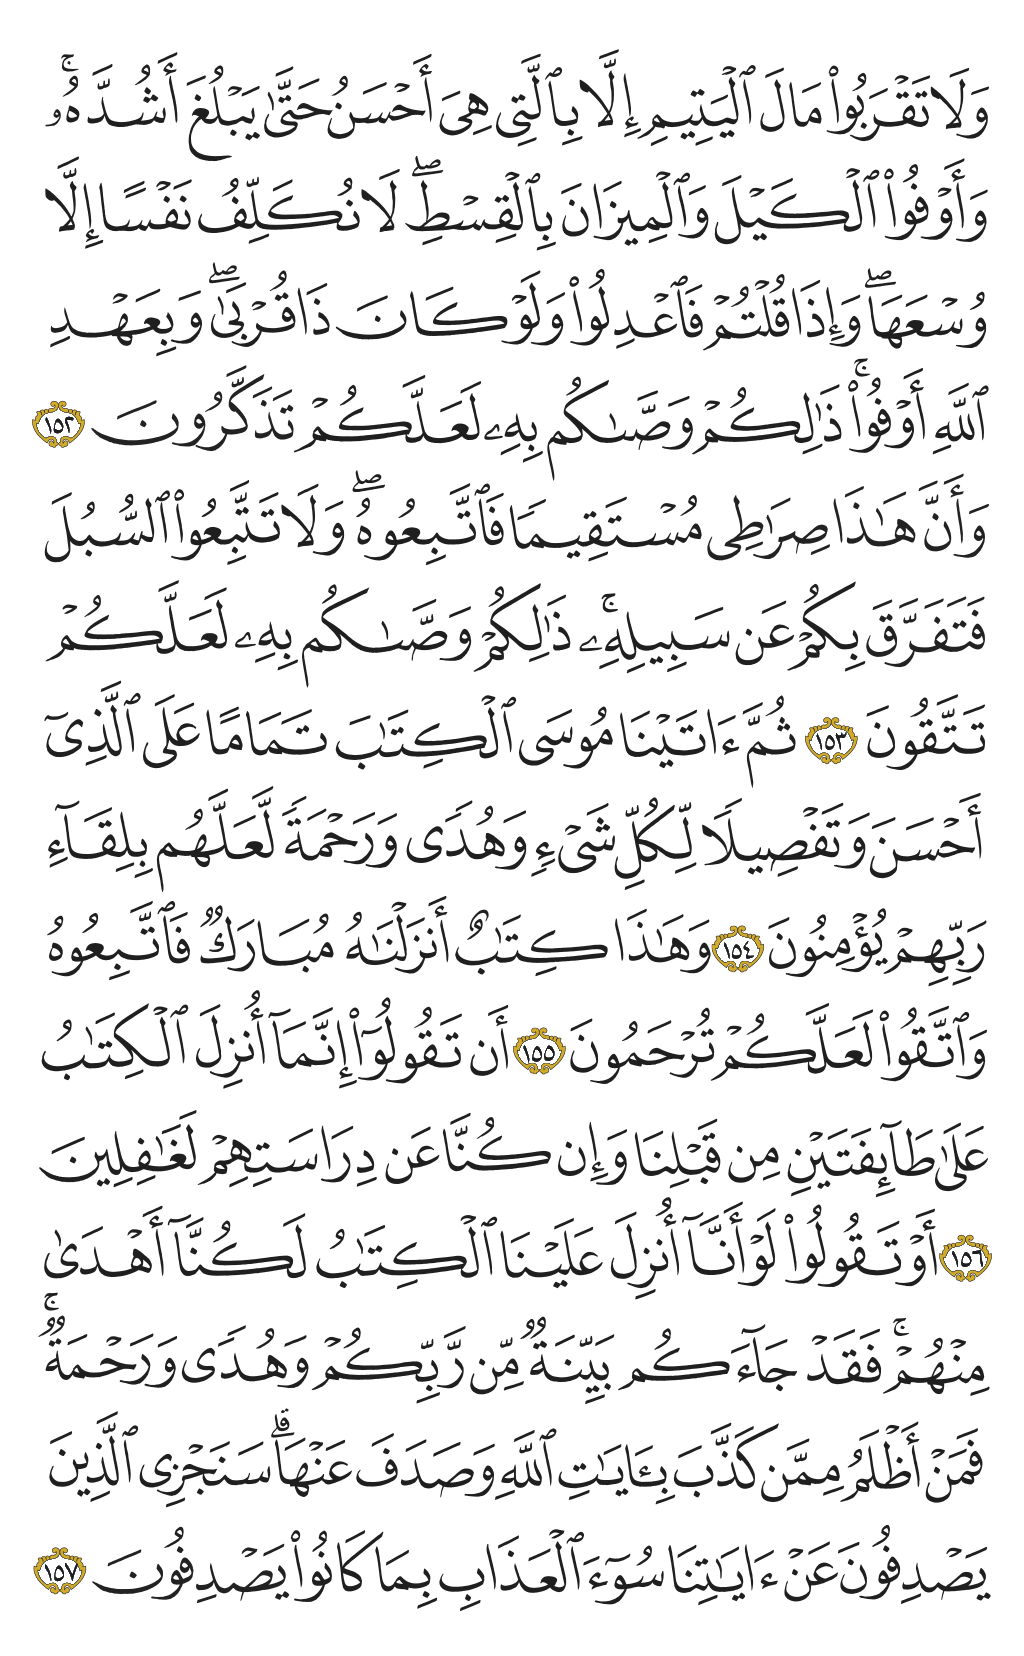 وَلَا تَقْرَبُوا۟ مَالَ ٱلْيَتِيمِ إِلَّا بِٱلَّتِى هِىَ أَحْسَنُ حَتَّىٰ يَبْلُغَ أَشُدَّهُۥۚ
وَأَوْفُوا۟ ٱلْكَيْلَ وَٱلْمِيزَانَ بِٱلْقِسْطِۖ لَا نُكَلِّفُ نَفْسًا إِلَّا
وُسْعَهَاۖ وَإِذَا قُلْتُمْ فَٱعْدِلُوا۟ وَلَوْ كَانَ ذَا قُرْبَىٰۖ وَبِعَهْدِ
ٱللَّهِ أَوْفُوا۟ۚ ذَٰلِكُمْ وَصَّىٰكُم بِهِۦ لَعَلَّكُمْ تَذَكَّرُونَ ١٥٢
وَأَنَّ هَٰذَا صِرَٰطِى مُسْتَقِيمًا فَٱتَّبِعُوهُۖ وَلَا تَتَّبِعُوا۟ ٱلسُّبُلَ
فَتَفَرَّقَ بِكُمْ عَن سَبِيلِهِۦۚ ذَٰلِكُمْ وَصَّىٰكُم بِهِۦ لَعَلَّكُمْ
تَتَّقُونَ ١٥٣ ثُمَّ ءَاتَيْنَا مُوسَى ٱلْكِتَٰبَ تَمَامًا عَلَى ٱلَّذِىٓ
أَحْسَنَ وَتَفْصِيلًا لِّكُلِّ شَىْءٍ وَهُدًى وَرَحْمَةً لَّعَلَّهُم بِلِقَآءِ
رَبِّهِمْ يُؤْمِنُونَ ١٥٤ وَهَٰذَا كِتَٰبٌ أَنزَلْنَٰهُ مُبَارَكٌ فَٱتَّبِعُوهُ
وَٱتَّقُوا۟ لَعَلَّكُمْ تُرْحَمُونَ ١٥٥ أَن تَقُولُوٓا۟ إِنَّمَآ أُنزِلَ ٱلْكِتَٰبُ
عَلَىٰ طَآئِفَتَيْنِ مِن قَبْلِنَا وَإِن كُنَّا عَن دِرَاسَتِهِمْ لَغَٰفِلِينَ
١٥٦ أَوْ تَقُولُوا۟ لَوْ أَنَّآ أُنزِلَ عَلَيْنَا ٱلْكِتَٰبُ لَكُنَّآ أَهْدَىٰ
مِنْهُمْۚ فَقَدْ جَآءَكُم بَيِّنَةٌ مِّن رَّبِّكُمْ وَهُدًى وَرَحْمَةٌۚ
فَمَنْ أَظْلَمُ مِمَّن كَذَّبَ بِـَٔايَٰتِ ٱللَّهِ وَصَدَفَ عَنْهَاۗ سَنَجْزِى ٱلَّذِينَ
يَصْدِفُونَ عَنْ ءَايَٰتِنَا سُوٓءَ ٱلْعَذَابِ بِمَا كَانُوا۟ يَصْدِفُونَ ١٥٧